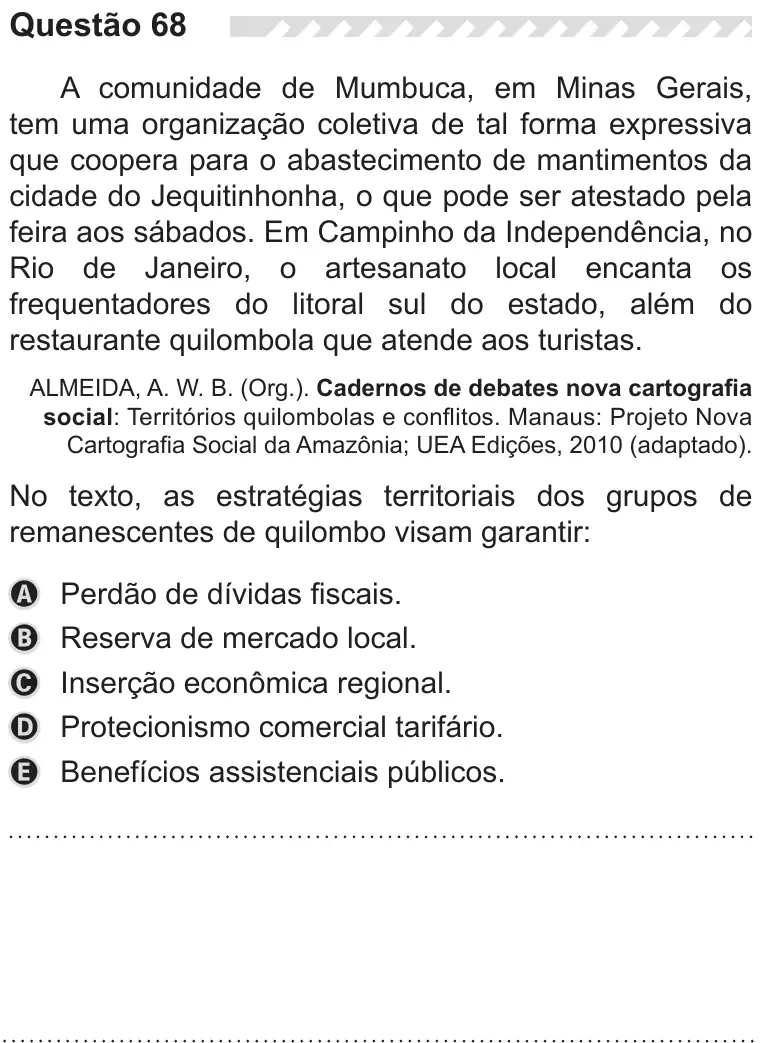 Questão 68
A comunidade de Mumbuca, em Minas Gerais,
tem uma organização coletiva de tal forma expressiva
que coopera para o abastecimento de mantimentos da
cidade do Jequitinhonha, o que pode ser atestado pela
feira aos sábados. Em Campinho da Independência, no
Rio de Janeiro, o artesanato local encanta os
frequentadores do litoral sul do estado, além do
restaurante quilombola que atende aos turistas.
ALMEIDA, A. W. B. (Org.). Cadernos de debates nova cartografia
social: Territórios quilombolas e conflitos. Manaus: Projeto Nova
Cartografia Social da Amazônia; UEA Edições, 2010 (adaptado).
No texto, as estratégias territoriais dos grupos de
remanescentes de quilombo visam garantir:
A Perdão de dívidas fiscais.
B Reserva de mercado local.
C Inserção econômica regional.
D Protecionismo comercial tarifário.
E Benefícios assistenciais públicos.